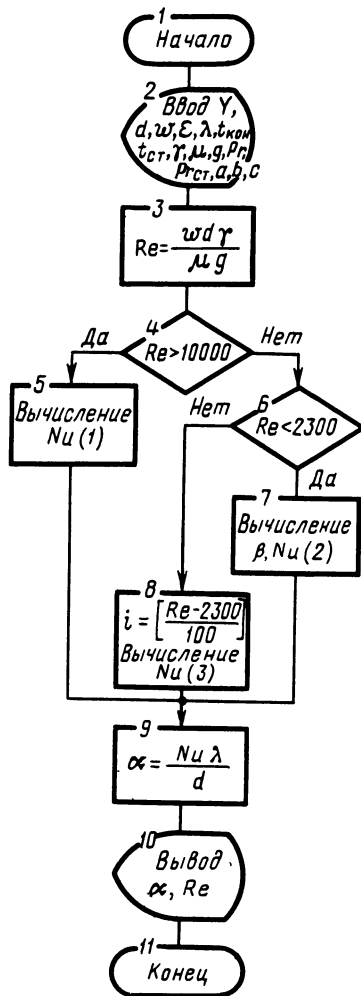 1
Начало
2
Ввод Y,
d, w, ε, λ, tкон
tст, γ, μ, g, Pr,
Prст, a, b, c
3
Re = wdγ / μg
4
Да
Re>10000
Нет
5
Вычисление
Nu (1)
Нет
6
Re<2300
Да
7
Вычисление
β, Nu (2)
8
i = [Re-2300 / 100]
Вычисление
Nu (3)
9
α = Nu λ / d
10
Вывод
α, Re
11
Конец